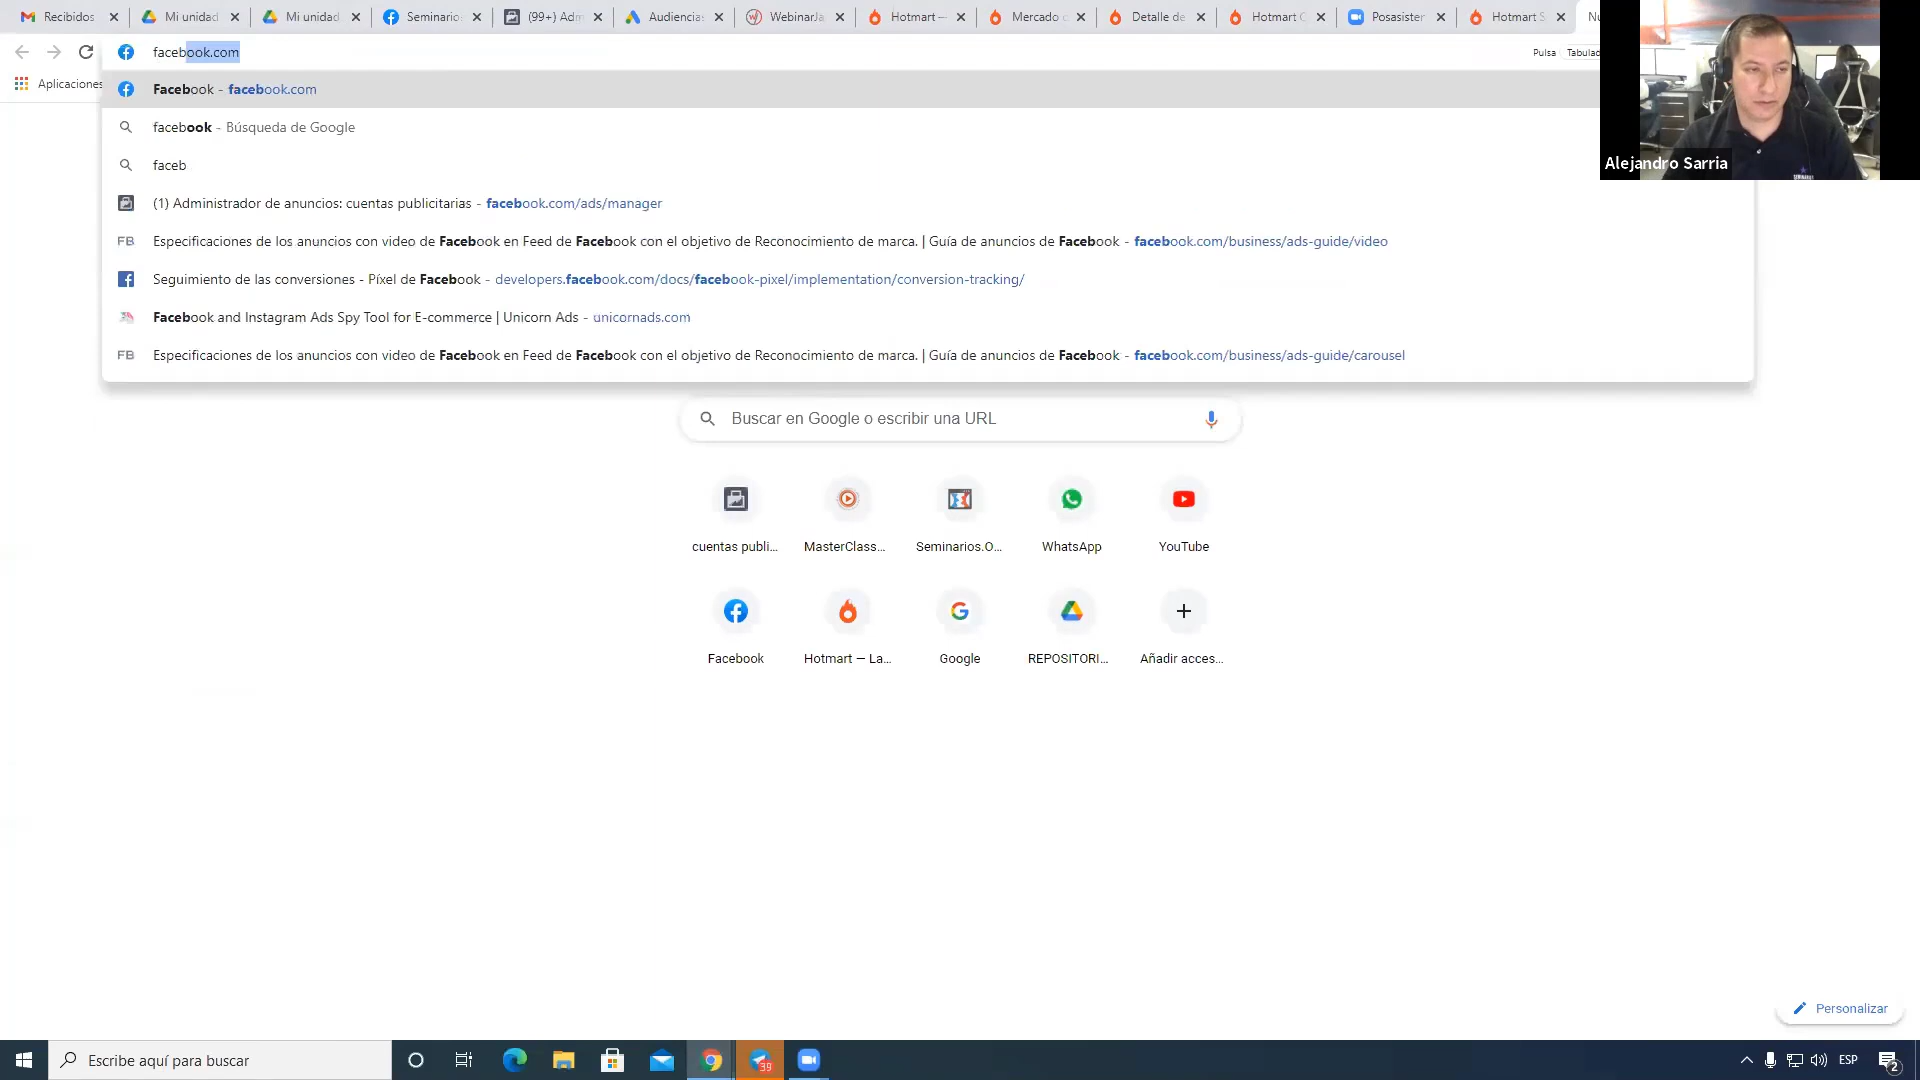 Recibidos
Mi unidad
Mi unidad
Seminario
(99+) Adm
Audiencias
WebinarJa
Hotmart —
Mercado
Detalle de
Hotmart
Posasister
Hotmart S
facebook.com
Pulsa
Aplicaciones
Facebook - facebook.com
facebook - Búsqueda de Google
faceb
(1) Administrador de anuncios: cuentas publicitarias - facebook.com/ads/manager
FB Especificaciones de los anuncios con video de Facebook en Feed de Facebook con el objetivo de Reconocimiento de marca. | Guía de anuncios de Facebook - facebook.com/business/ads-guide/video
Seguimiento de las conversiones - Píxel de Facebook - developers.facebook.com/docs/facebook-pixel/implementation/conversion-tracking/
Facebook and Instagram Ads Spy Tool for E-commerce | Unicorn Ads - unicornads.com
FB Especificaciones de los anuncios con video de Facebook en Feed de Facebook con el objetivo de Reconocimiento de marca. | Guía de anuncios de Facebook - facebook.com/business/ads-guide/carousel
Alejandro Sarria
Buscar en Google o escribir una URL
cuentas publi...
MasterClass...
Seminarios.O...
WhatsApp
YouTube
Facebook
Hotmart — La...
Google
REPOSITORI...
Añadir acces...
Personalizar
Escribe aquí para buscar
39
ESP
2